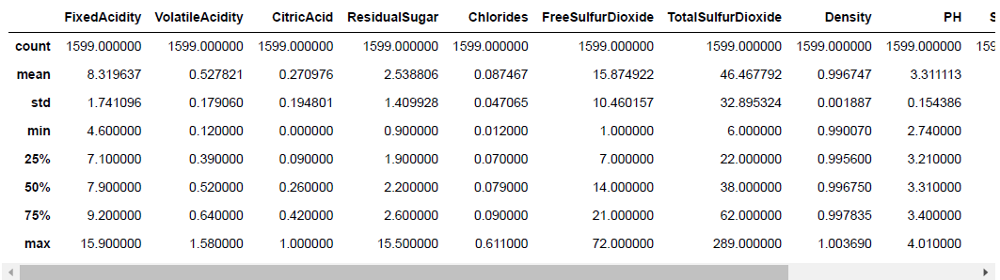 FixedAcidity VolatileAcidity CitricAcid ResidualSugar Chlorides FreeSulfurDioxide TotalSulfurDioxide Density PH S
count 1599.000000 1599.000000 1599.000000 1599.000000 1599.000000 1599.000000 1599.000000 1599.000000 1599.000000 159
mean 8.319637 0.527821 0.270976 2.538806 0.087467 15.874922 46.467792 0.996747 3.311113
std 1.741096 0.179060 0.194801 1.409928 0.047065 10.460157 32.895324 0.001887 0.154386
min 4.600000 0.120000 0.000000 0.900000 0.012000 1.000000 6.000000 0.990070 2.740000
25% 7.100000 0.390000 0.090000 1.900000 0.070000 7.000000 22.000000 0.995600 3.210000
50% 7.900000 0.520000 0.260000 2.200000 0.079000 14.000000 38.000000 0.996750 3.310000
75% 9.200000 0.640000 0.420000 2.600000 0.090000 21.000000 62.000000 0.997835 3.400000
max 15.900000 1.580000 1.000000 15.500000 0.611000 72.000000 289.000000 1.003690 4.010000